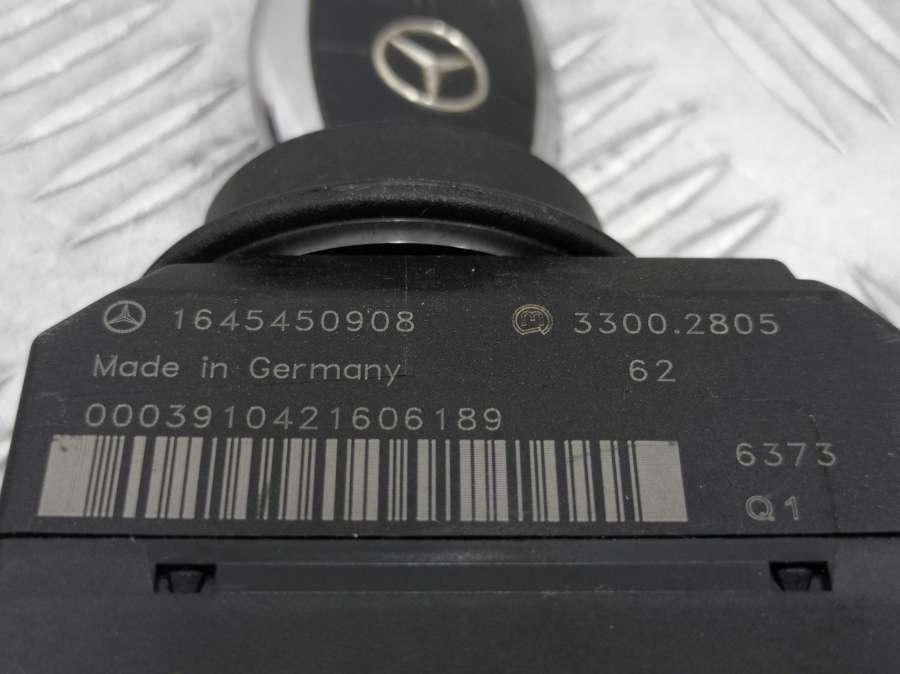 1645450908 3300.2805
Made in Germany 62
0003910421606189
6373
Q1